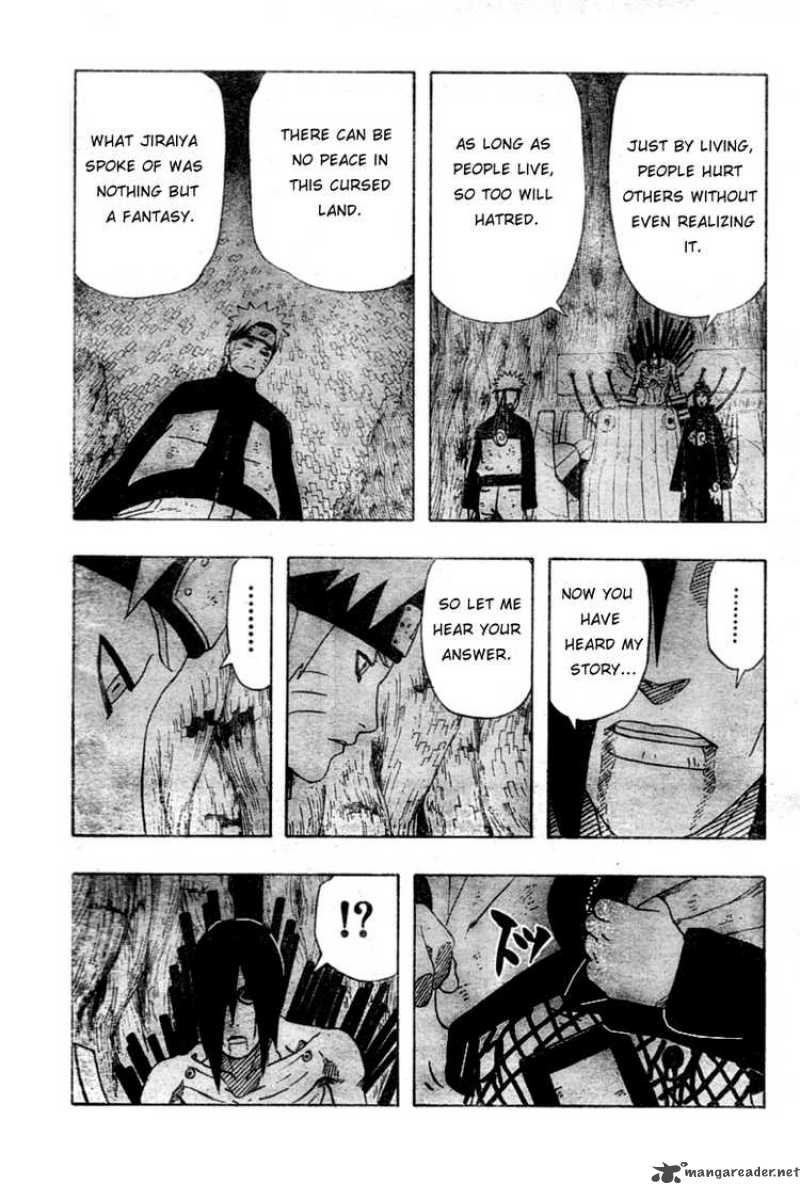 JUST BY LIVING,
PEOPLE HURT
OTHERS WITHOUT
EVEN REALIZING
IT.
AS LONG AS
PEOPLE LIVE,
SO TOO WILL
HATRED.
THERE CAN BE
NO PEACE IN
THIS CURSED
LAND.
WHAT JIRAIYA
SPOKE OF WAS
NOTHING BUT
A FANTASY.
........
NOW YOU
HAVE
HEARD MY
STORY...
SO LET ME
HEAR YOUR
ANSWER.
.........
ズッ
!?
mangareader.net